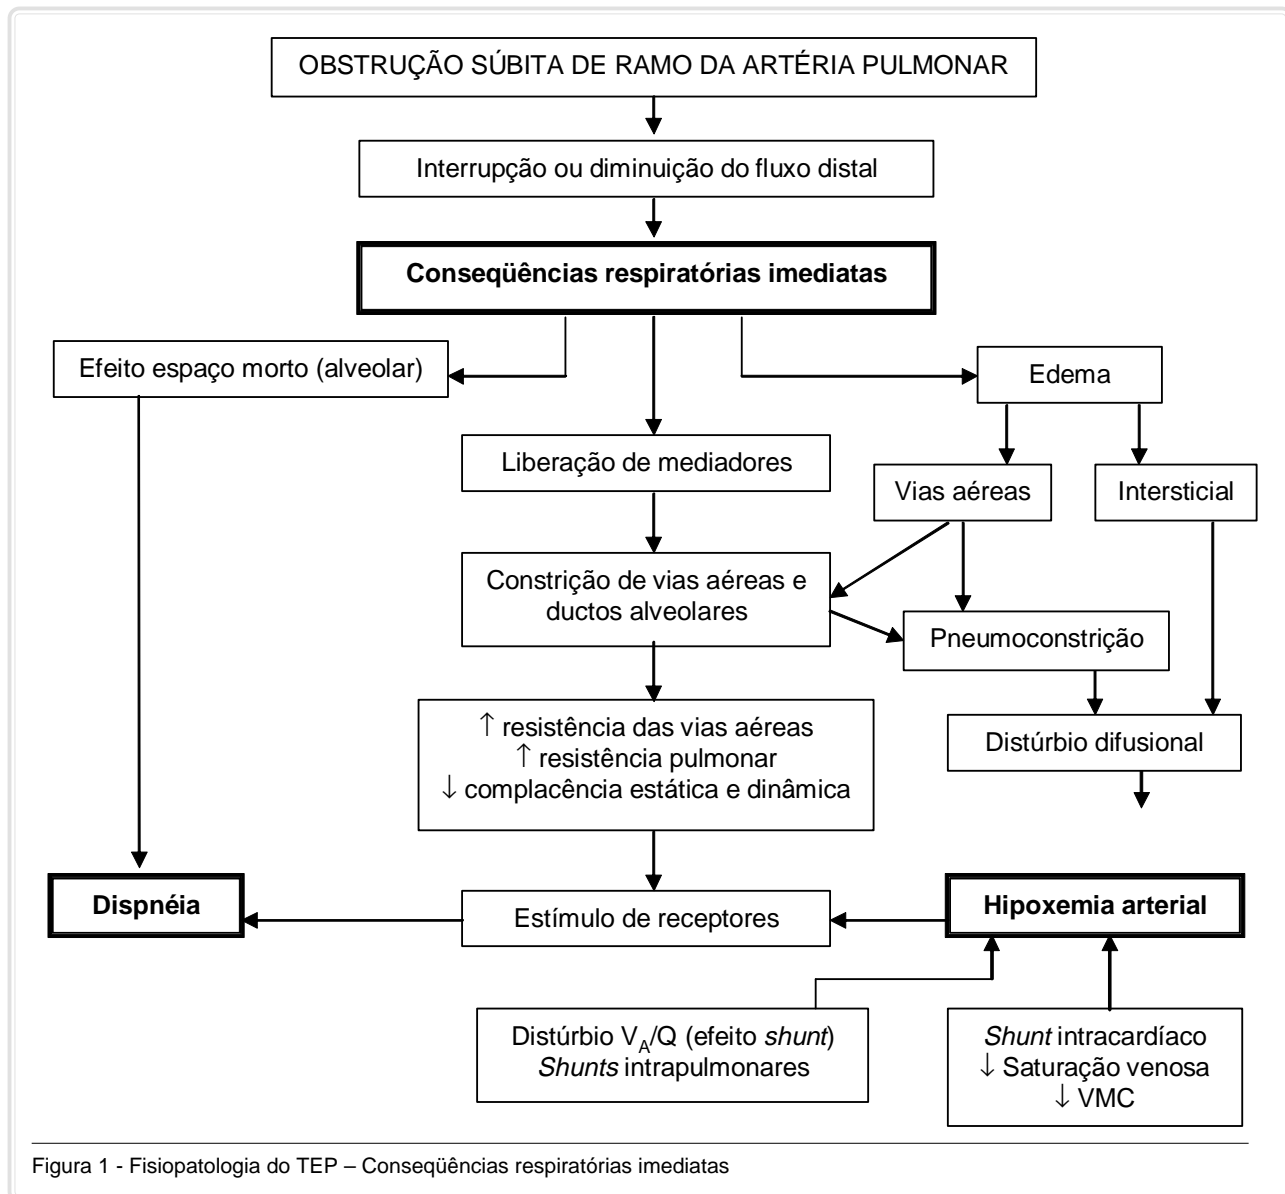 OBSTRUÇÃO SÚBITA DE RAMO DA ARTÉRIA PULMONAR
Interrupção ou diminuição do fluxo distal
Conseqüências respiratórias imediatas
Efeito espaço morto (alveolar)
Edema
Liberação de mediadores
Vias aéreas
Intersticial
Constrição de vias aéreas e
ductos alveolares
Pneumoconstrição
↑ resistência das vias aéreas
↑ resistência pulmonar
↓ complacência estática e dinâmica
Distúrbio difusional
Dispnéia
Estímulo de receptores
Hipoxemia arterial
Distúrbio V_A/Q (efeito shunt)
Shunts intrapulmonares
Shunt intracardíaco
↓ Saturação venosa
↓ VMC
Figura 1 - Fisiopatologia do TEP – Conseqüências respiratórias imediatas